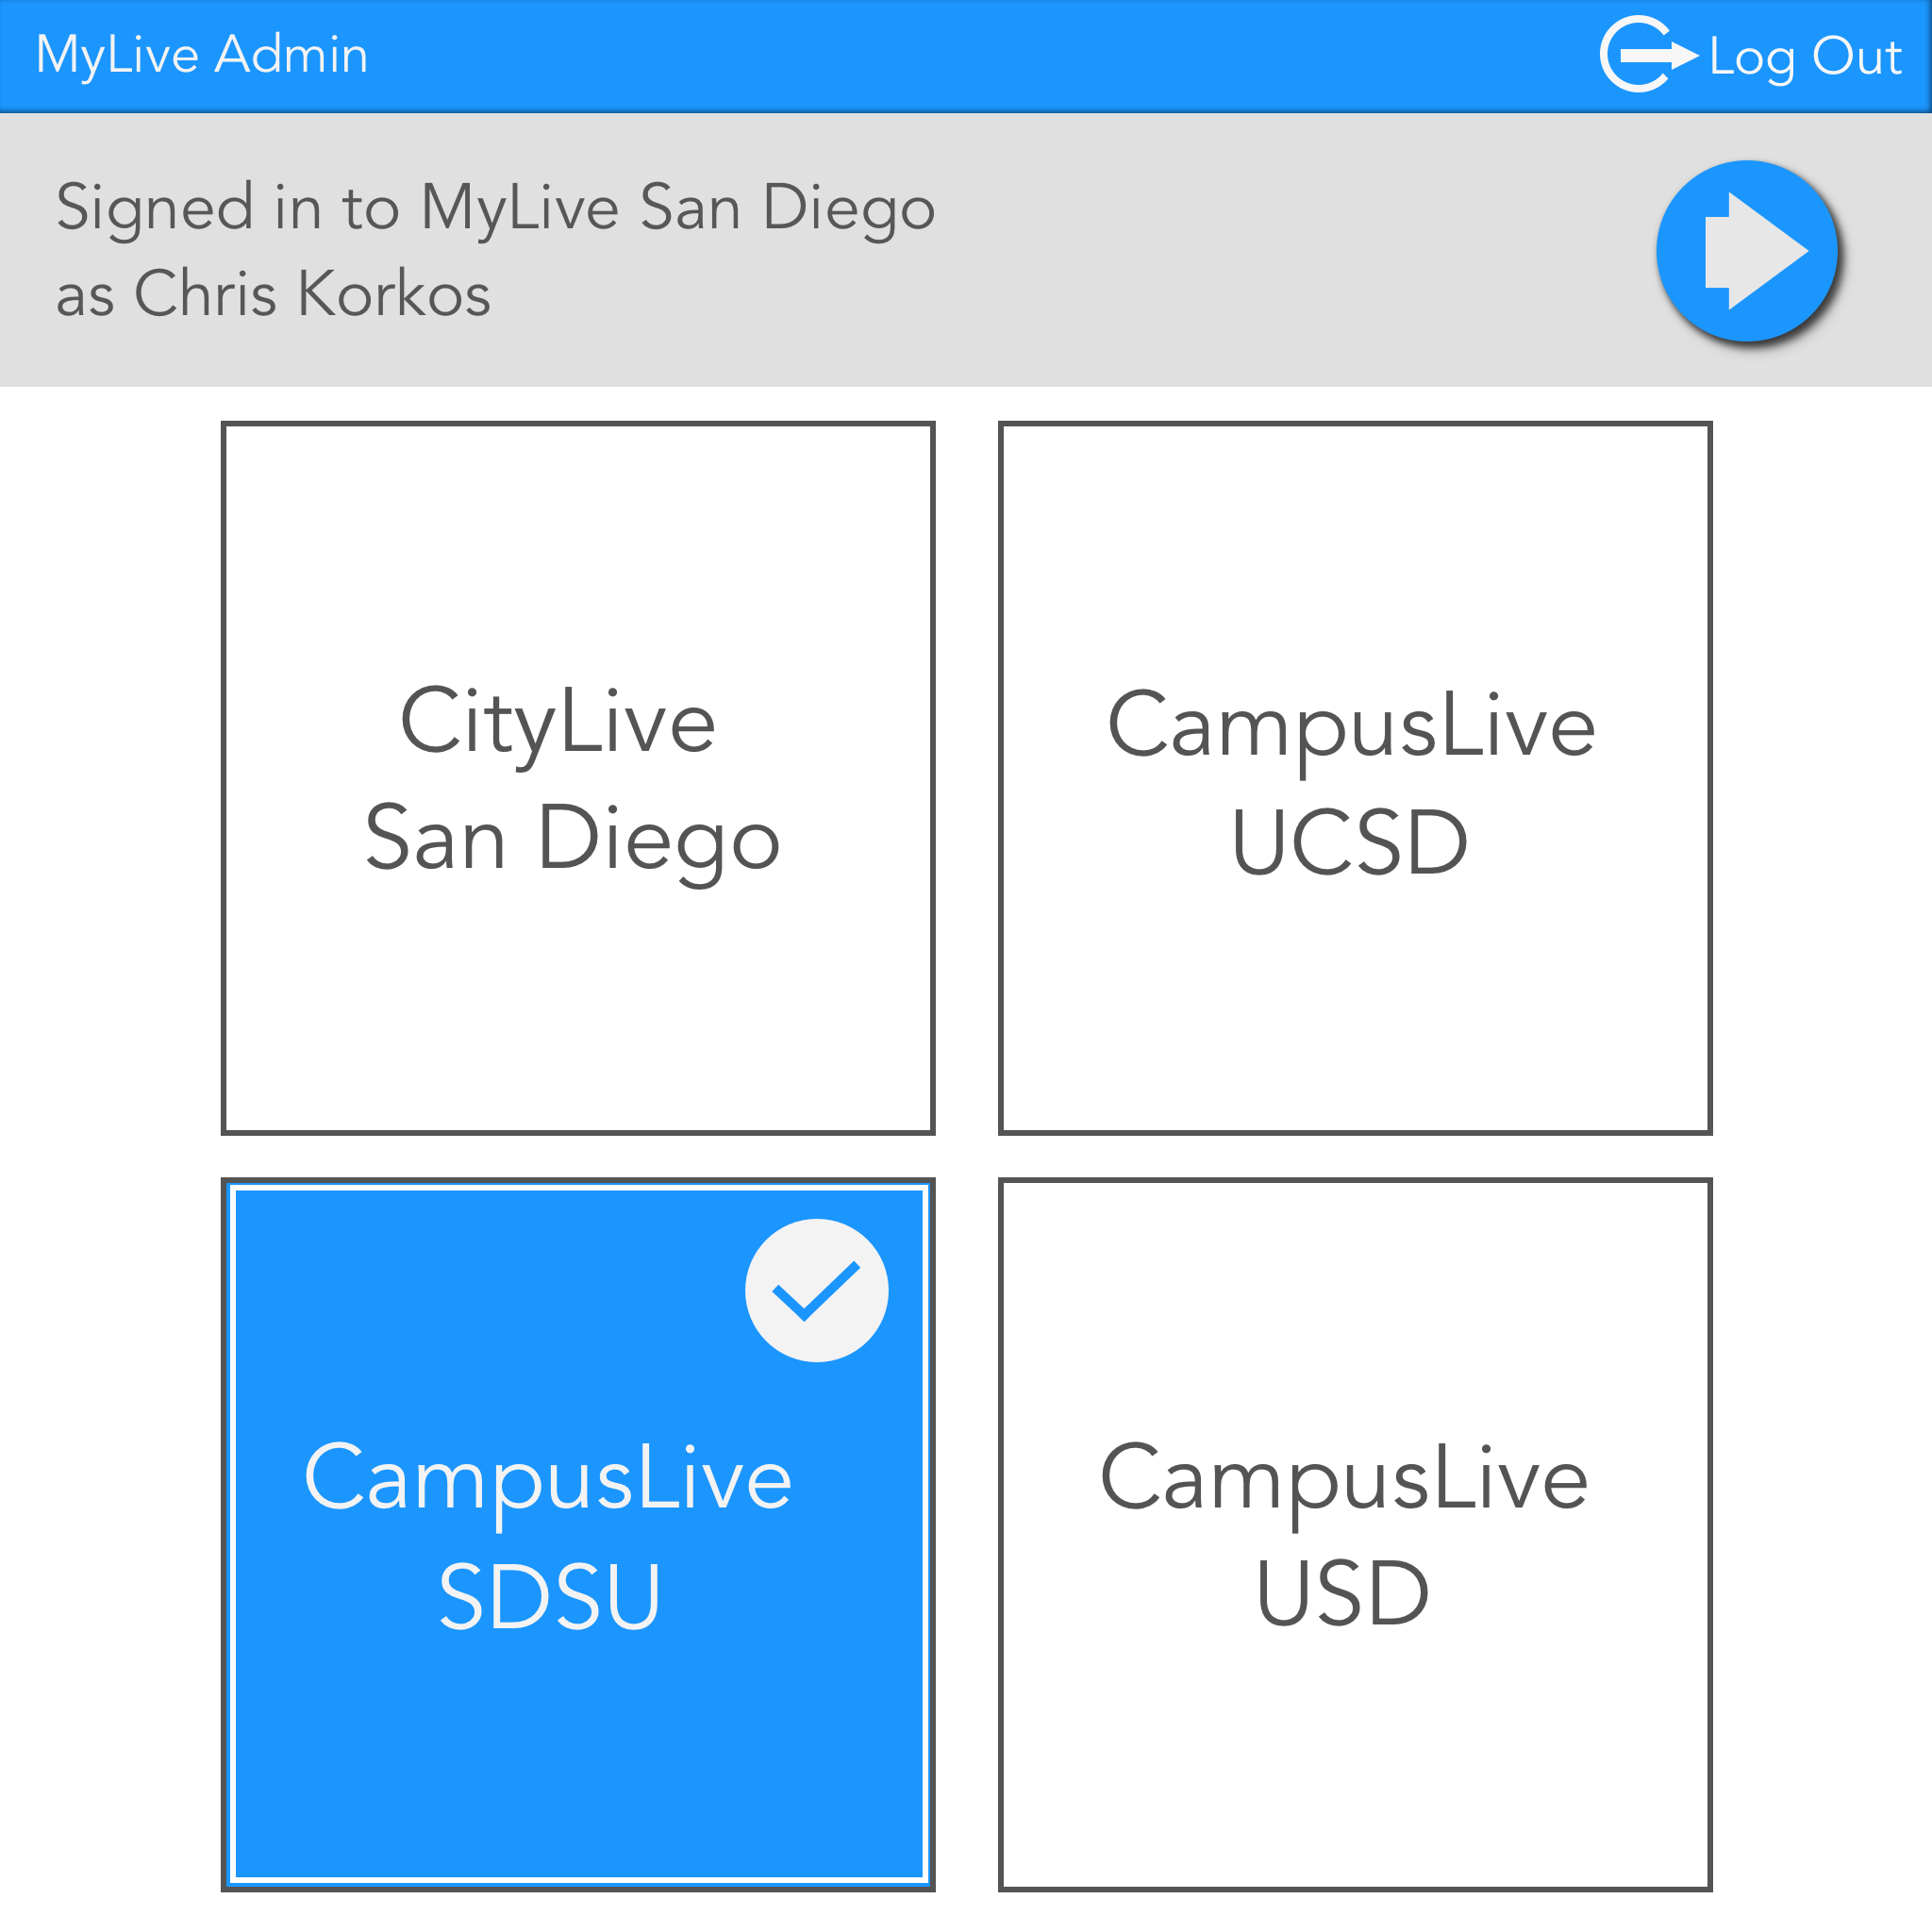 MyLive Admin
Log Out
Signed in to MyLive San Diego
as Chris Korkos
CityLive
San Diego
CampusLive
UCSD
CampusLive
SDSU
CampusLive
USD